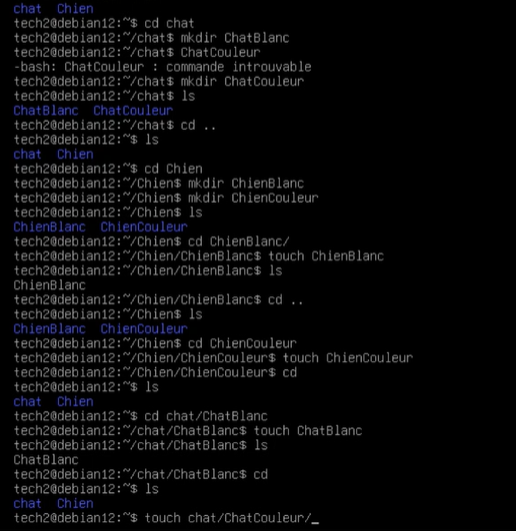 chat  Chien
tech2@debian12:~$ cd chat
tech2@debian12:~/chat$ mkdir ChatBlanc
tech2@debian12:~/chat$ ChatCouleur
-bash: ChatCouleur : commande introuvable
tech2@debian12:~/chat$ mkdir ChatCouleur
tech2@debian12:~/chat$ ls
ChatBlanc  ChatCouleur
tech2@debian12:~/chat$ cd ..
tech2@debian12:~$ ls
chat  Chien
tech2@debian12:~$ cd Chien
tech2@debian12:~/Chien$ mkdir ChienBlanc
tech2@debian12:~/Chien$ mkdir ChienCouleur
tech2@debian12:~/Chien$ ls
ChienBlanc  ChienCouleur
tech2@debian12:~/Chien$ cd ChienBlanc/
tech2@debian12:~/Chien/ChienBlanc$ touch ChienBlanc
tech2@debian12:~/Chien/ChienBlanc$ ls
ChienBlanc
tech2@debian12:~/Chien/ChienBlanc$ cd ..
tech2@debian12:~/Chien$ ls
ChienBlanc  ChienCouleur
tech2@debian12:~/Chien$ cd ChienCouleur
tech2@debian12:~/Chien/ChienCouleur$ touch ChienCouleur
tech2@debian12:~/Chien/ChienCouleur$ cd
tech2@debian12:~$ ls
chat  Chien
tech2@debian12:~$ cd chat/ChatBlanc
tech2@debian12:~/chat/ChatBlanc$ touch ChatBlanc
tech2@debian12:~/chat/ChatBlanc$ ls
ChatBlanc
tech2@debian12:~/chat/ChatBlanc$ cd
tech2@debian12:~$ ls
chat  Chien
tech2@debian12:~$ touch chat/ChatCouleur/_